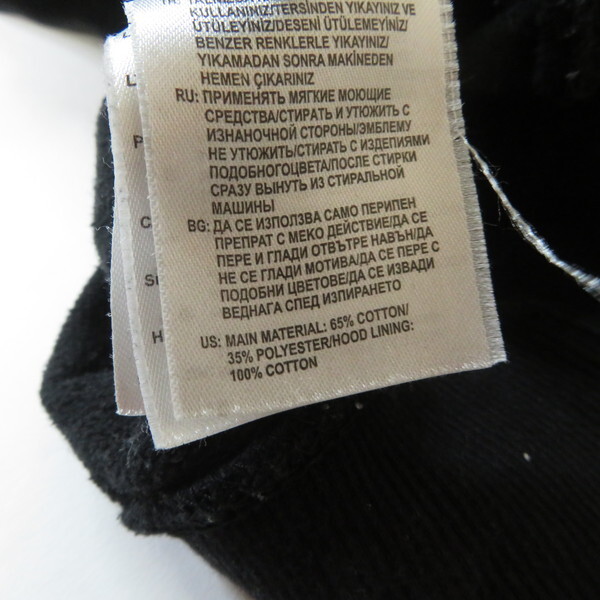 KULLANINIZ/TERSİNDEN YIKAYINIZ VE
ÜTÜLEYİNİZ/DESENİ ÜTÜLEMEYİNİZ/
BENZER RENKLERLE YIKAYINIZ/
YIKAMADAN SONRA MAKİNEDEN
HEMEN ÇIKARINIZ
RU: ПРИМЕНЯТЬ МЯГКИЕ МОЮЩИЕ
СРЕДСТВА/СТИРАТЬ И УТЮЖИТЬ С
ИЗНАНОЧНОЙ СТОРОНЫ/ЭМБЛЕМУ
НЕ УТЮЖИТЬ/СТИРАТЬ С ИЗДЕЛИЯМИ
ПОДОБНОГОЦВЕТА/ПОСЛЕ СТИРКИ
СРАЗУ ВЫНУТЬ ИЗ СТИРАЛЬНОЙ
МАШИНЫ
BG: ДА СЕ ИЗПОЛЗВА САМО ПЕРИПЕН
ПРЕПАРАТ С МЕКО ДЕЙСТВИЕ/ДА СЕ
ПЕРЕ И ГЛАДИ ОТВЪТРЕ НАВЪН/ДА
НЕ СЕ ГЛАДИ МОТИВА/ДА СЕ ПЕРЕ С
ПОДОБНИ ЦВЕТОВЕ/ДА СЕ ИЗВАДИ
ВЕДНАГА СЛЕД ИЗПИРАНЕТО
US: MAIN MATERIAL: 65% COTTON/
35% POLYESTER/HOOD LINING:
100% COTTON